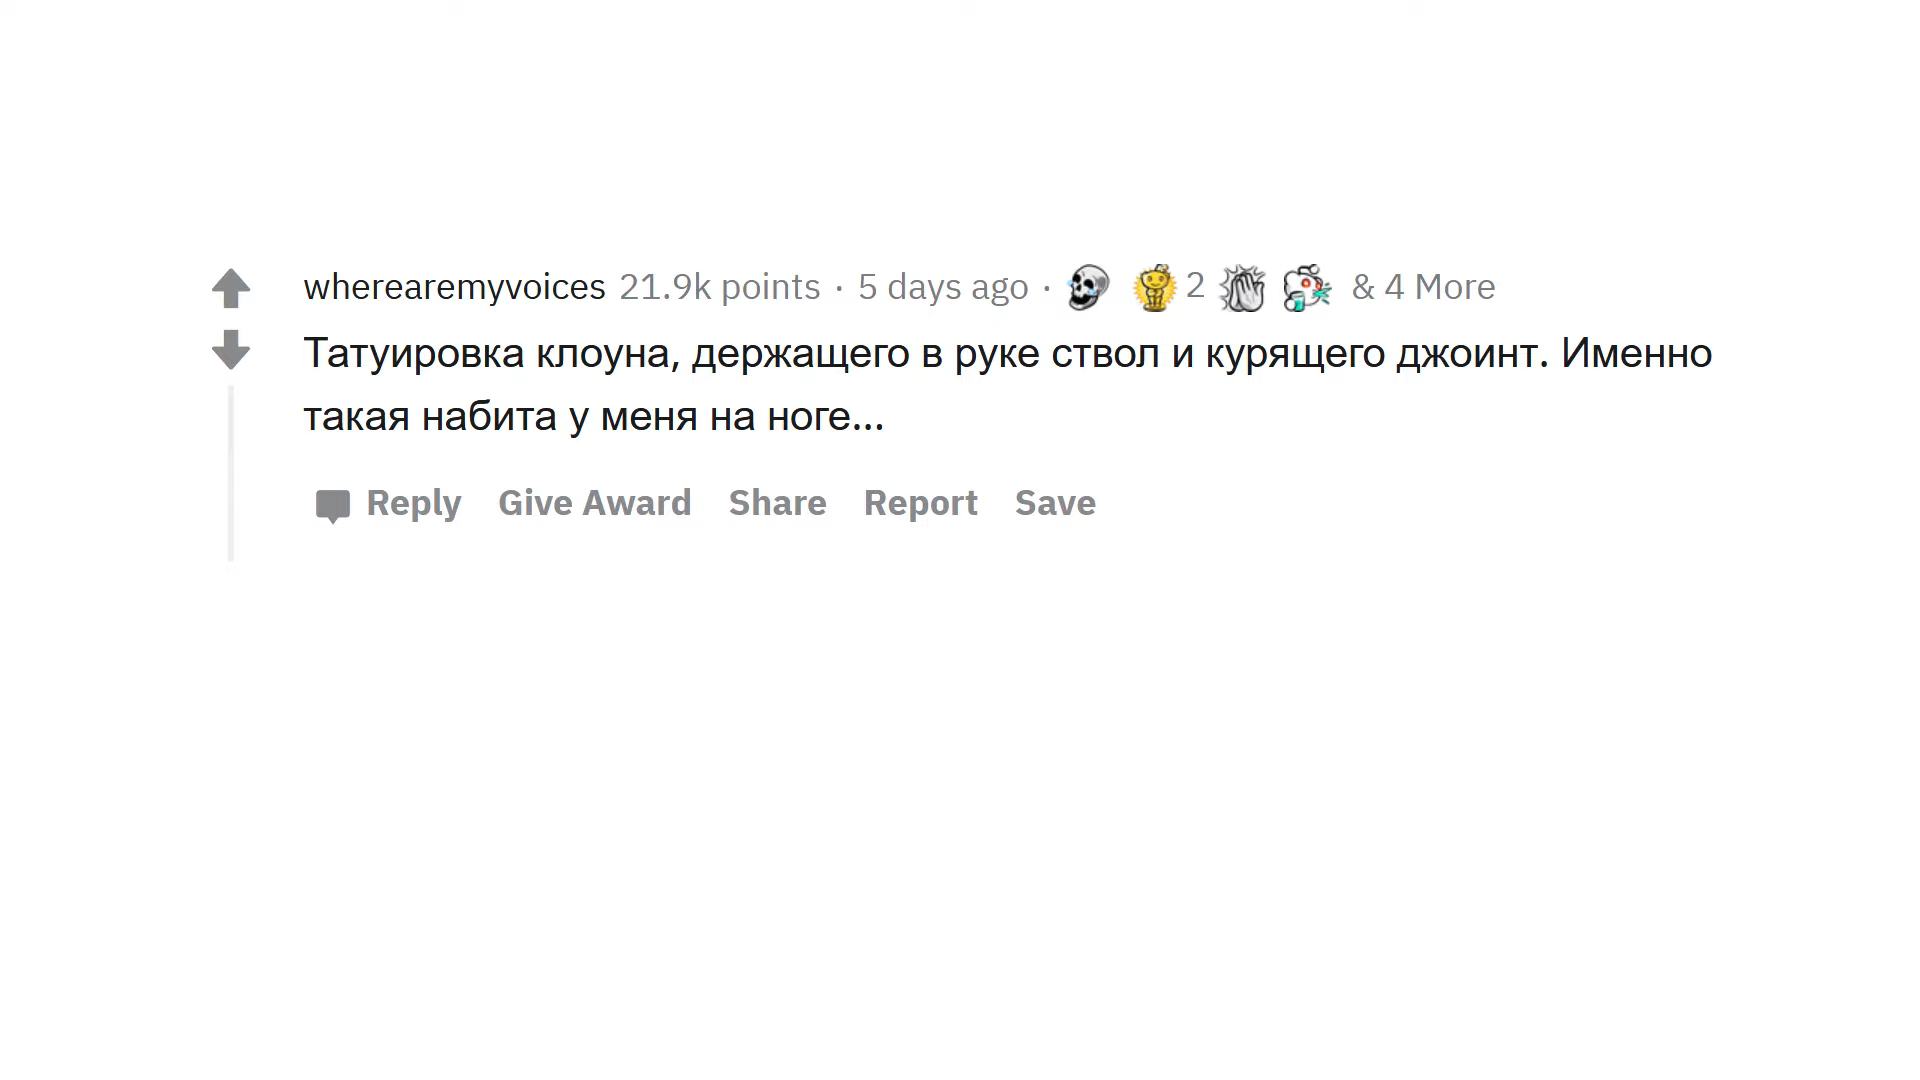 wherearemyvoices 21.9k points · 5 days ago · 2 & 4 More
Татуировка клоуна, держащего в руке ствол и курящего джоинт. Именно
такая набита у меня на ноге...
Reply Give Award Share Report Save